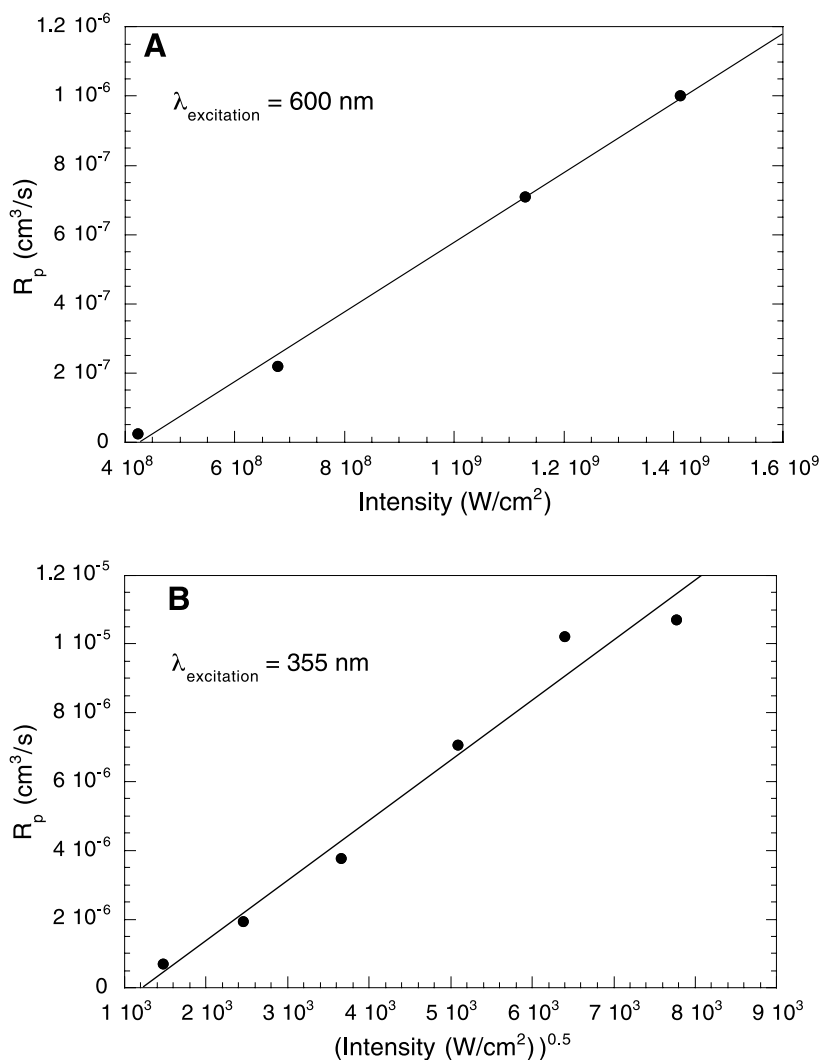 A
λexcitation = 600 nm
1.2 10⁻⁶
1 10⁻⁶
8 10⁻⁷
6 10⁻⁷
4 10⁻⁷
2 10⁻⁷
0
Rp (cm³/s)
4 10⁸ 6 10⁸ 8 10⁸ 1 10⁹ 1.2 10⁹ 1.4 10⁹ 1.6 10⁹
Intensity (W/cm²)
B
λexcitation = 355 nm
1.2 10⁻⁵
1 10⁻⁵
8 10⁻⁶
6 10⁻⁶
4 10⁻⁶
2 10⁻⁶
0
Rp (cm³/s)
1 10³ 2 10³ 3 10³ 4 10³ 5 10³ 6 10³ 7 10³ 8 10³ 9 10³
(Intensity (W/cm²) )⁰·⁵